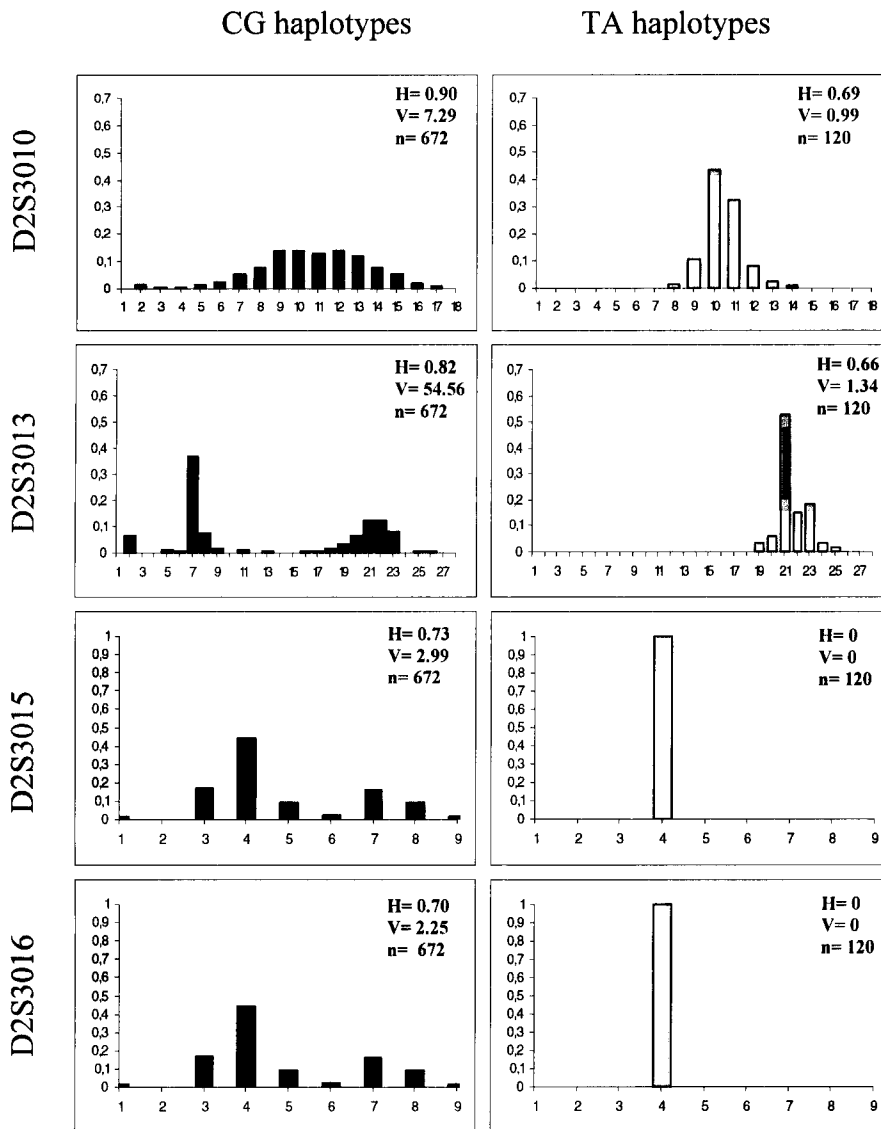 CG haplotypes TA haplotypes
D2S3010
0,7
0,6
0,5
0,4
0,3
0,2
0,1
0
1 2 3 4 5 6 7 8 9 10 11 12 13 14 15 16 17 18
H= 0.90
V= 7.29
n= 672
0,7
0,6
0,5
0,4
0,3
0,2
0,1
0
1 2 3 4 5 6 7 8 9 10 11 12 13 14 15 16 17 18
H= 0.69
V= 0.99
n= 120
D2S3013
0,7
0,6
0,5
0,4
0,3
0,2
0,1
0
1 3 5 7 9 11 13 15 17 19 21 23 25 27
H= 0.82
V= 54.56
n= 672
0,7
0,6
0,5
0,4
0,3
0,2
0,1
0
1 3 5 7 9 11 13 15 17 19 21 23 25 27
H= 0.66
V= 1.34
n= 120
D2S3015
1
0,9
0,8
0,7
0,6
0,5
0,4
0,3
0,2
0,1
0
1 2 3 4 5 6 7 8 9
H= 0.73
V= 2.99
n= 672
1
0,9
0,8
0,7
0,6
0,5
0,4
0,3
0,2
0,1
0
1 2 3 4 5 6 7 8 9
H= 0
V= 0
n= 120
D2S3016
1
0,9
0,8
0,7
0,6
0,5
0,4
0,3
0,2
0,1
0
1 2 3 4 5 6 7 8 9
H= 0.70
V= 2.25
n= 672
1
0,9
0,8
0,7
0,6
0,5
0,4
0,3
0,2
0,1
0
1 2 3 4 5 6 7 8 9
H= 0
V= 0
n= 120